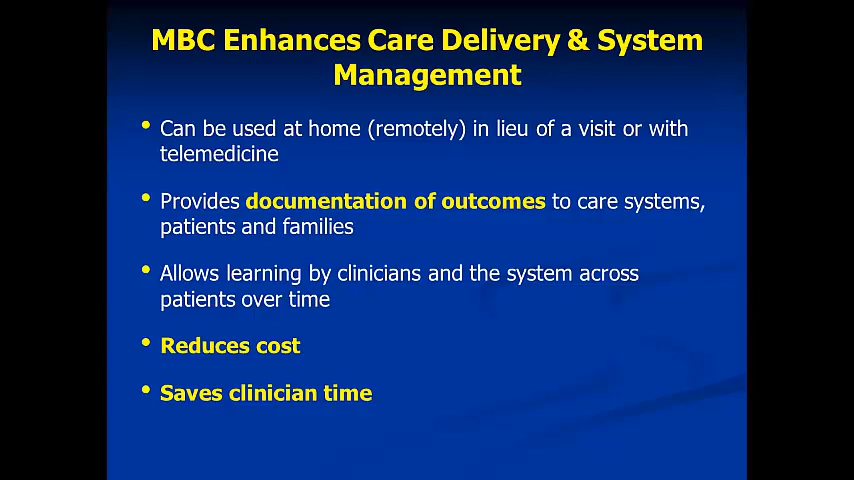 MBC Enhances Care Delivery & System
Management
• Can be used at home (remotely) in lieu of a visit or with
telemedicine
• Provides documentation of outcomes to care systems,
patients and families
• Allows learning by clinicians and the system across
patients over time
• Reduces cost
• Saves clinician time